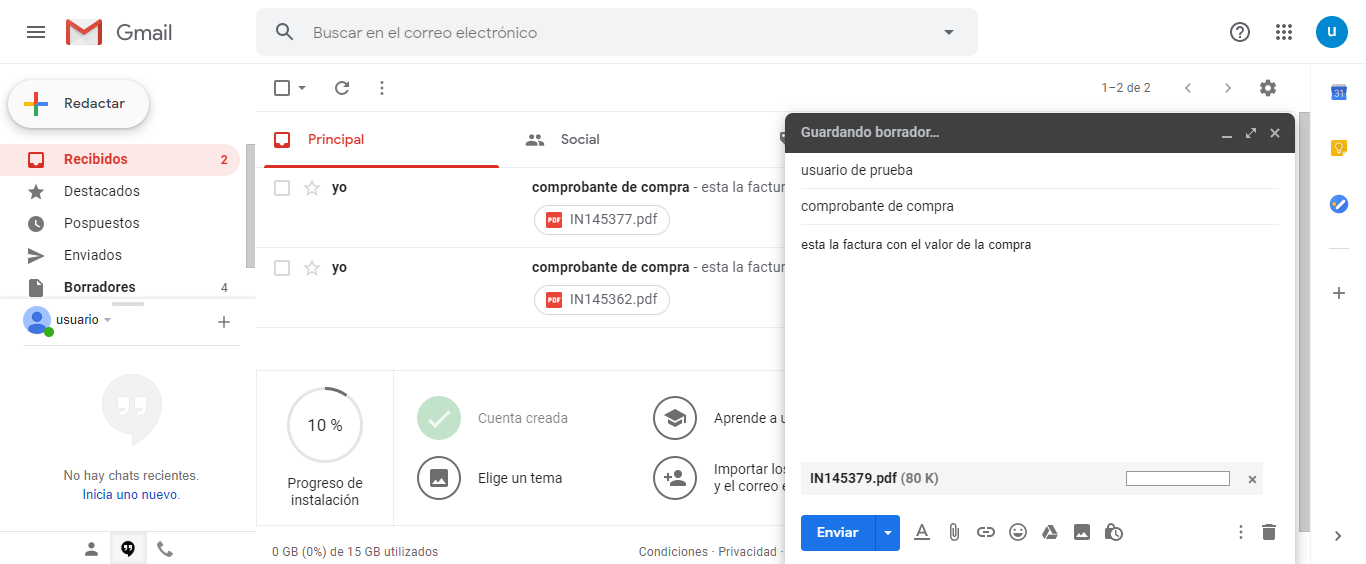 Gmail
Buscar en el correo electrónico
u
Redactar
1–2 de 2
31
Recibidos 2
Destacados
Pospuestos
Enviados
Borradores 4
usuario
No hay chats recientes.
Inicia uno nuevo.
Principal
Social
yo comprobante de compra - esta la factur
PDF IN145377.pdf
yo comprobante de compra - esta la factur
PDF IN145362.pdf
10 %
Progreso de
instalación
Cuenta creada
Elige un tema
Aprende a u
Importar los
y el correo e
0 GB (0%) de 15 GB utilizados
Condiciones · Privacidad ·
Guardando borrador...
usuario de prueba
comprobante de compra
esta la factura con el valor de la compra
IN145379.pdf (80 K)
Enviar